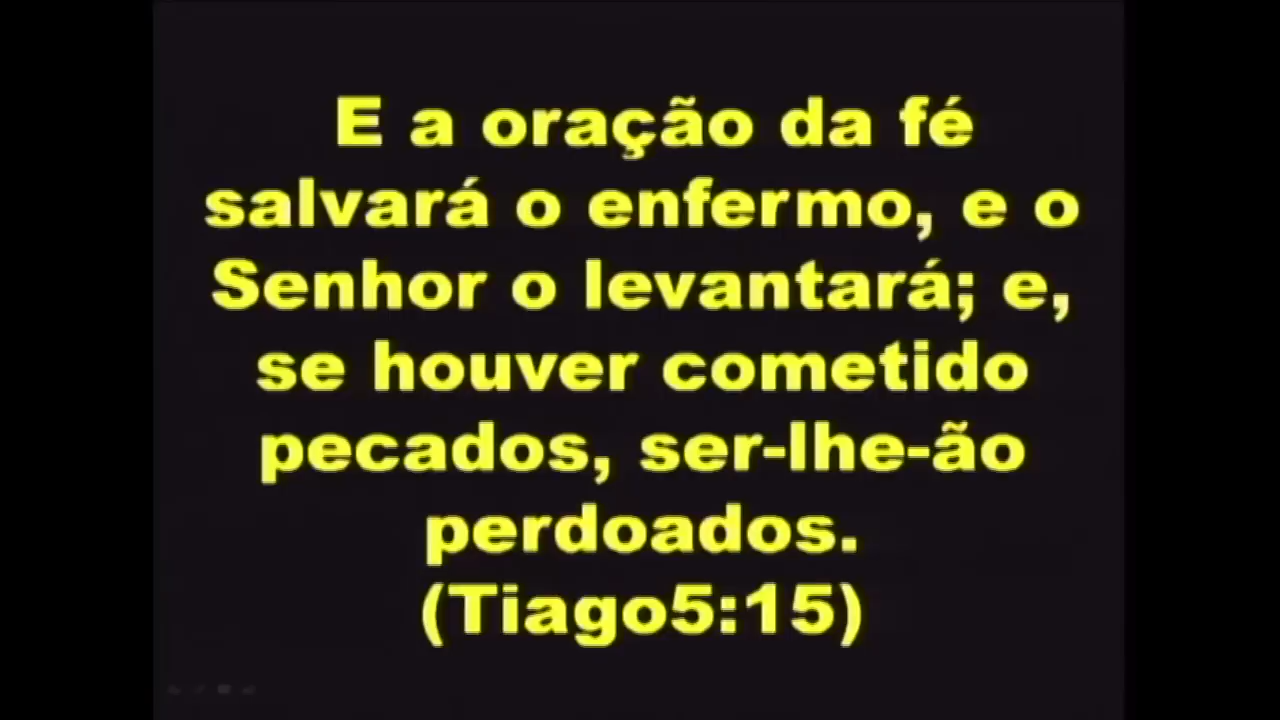 E a oração da fé
salvará o enfermo, e o
Senhor o levantará; e,
se houver cometido
pecados, ser-lhe-ão
perdoados.
(Tiago5:15)